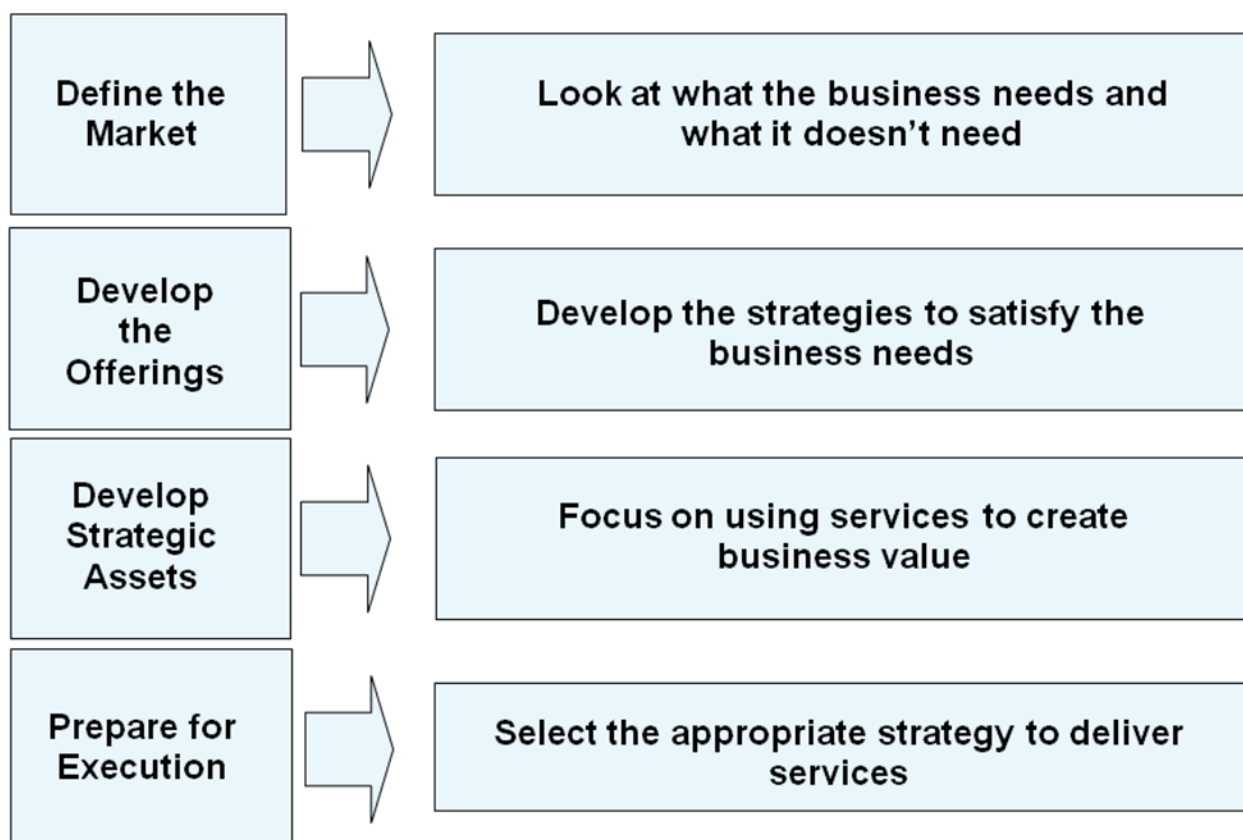 Define the
Market
Look at what the business needs and
what it doesn’t need
Develop
the
Offerings
Develop the strategies to satisfy the
business needs
Develop
Strategic
Assets
Focus on using services to create
business value
Prepare for
Execution
Select the appropriate strategy to deliver
services